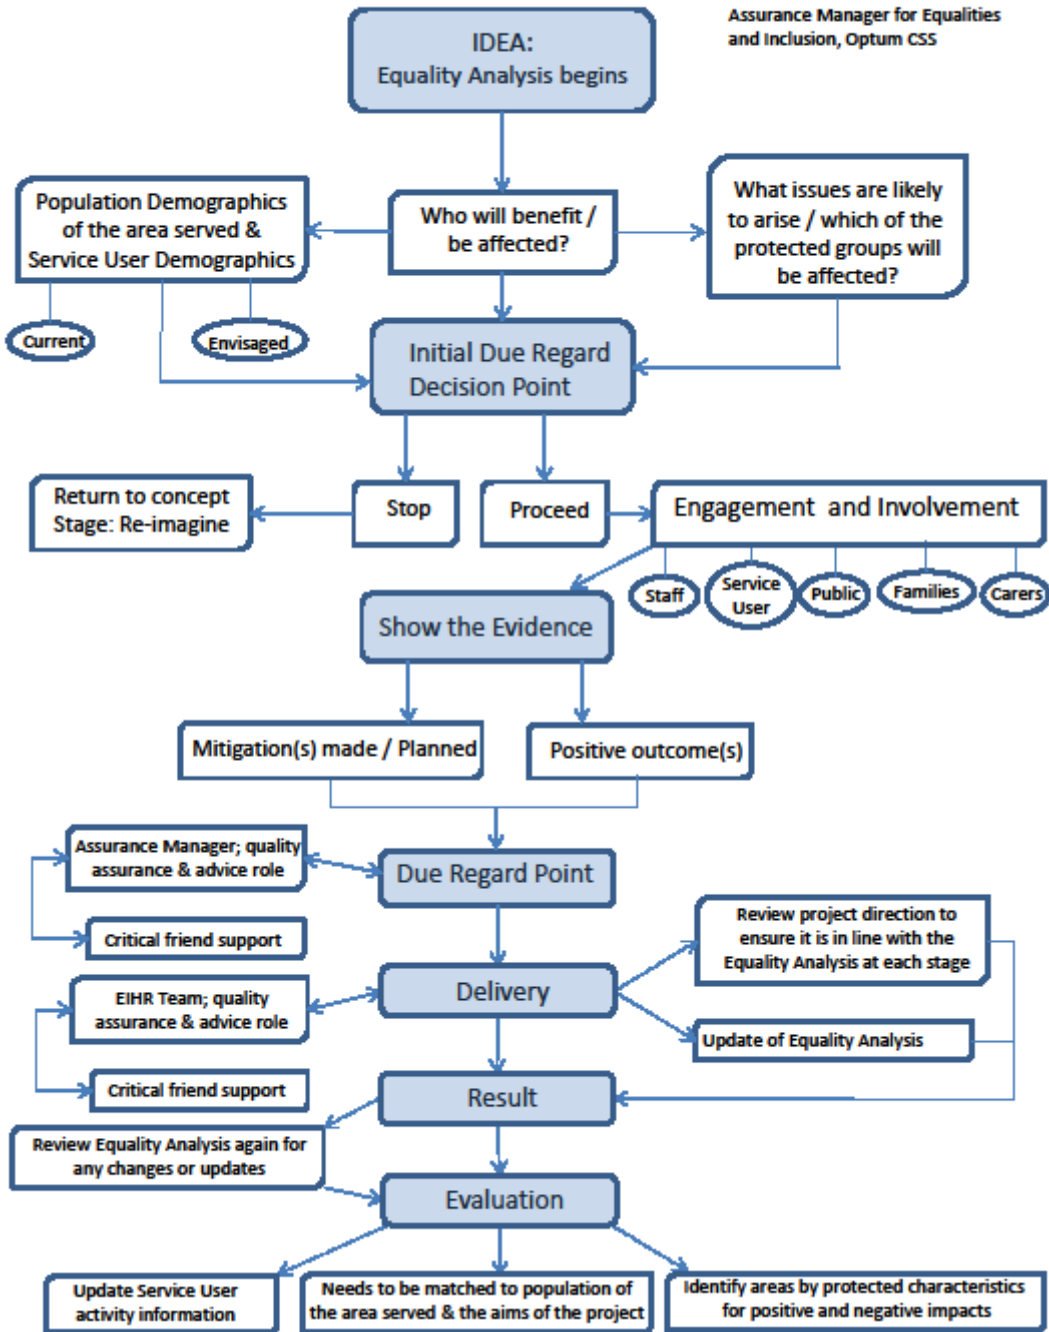 Assurance Manager for Equalities
and Inclusion, Optum CSS
IDEA:
Equality Analysis begins
Population Demographics
of the area served &
Service User Demographics
Who will benefit /
be affected?
What issues are likely
to arise / which of the
protected groups will
be affected?
Current
Envisaged
Initial Due Regard
Decision Point
Return to concept
Stage: Re-imagine
Stop
Proceed
Engagement and Involvement
Staff
Service
User
Public
Families
Carers
Show the Evidence
Mitigation(s) made / Planned
Positive outcome(s)
Assurance Manager; quality
assurance & advice role
Due Regard Point
Critical friend support
Review project direction to
ensure it is in line with the
Equality Analysis at each stage
EIHR Team; quality
assurance & advice role
Delivery
Update of Equality Analysis
Critical friend support
Result
Review Equality Analysis again for
any changes or updates
Evaluation
Update Service User
activity information
Needs to be matched to population of
the area served & the aims of the project
Identify areas by protected characteristics
for positive and negative impacts